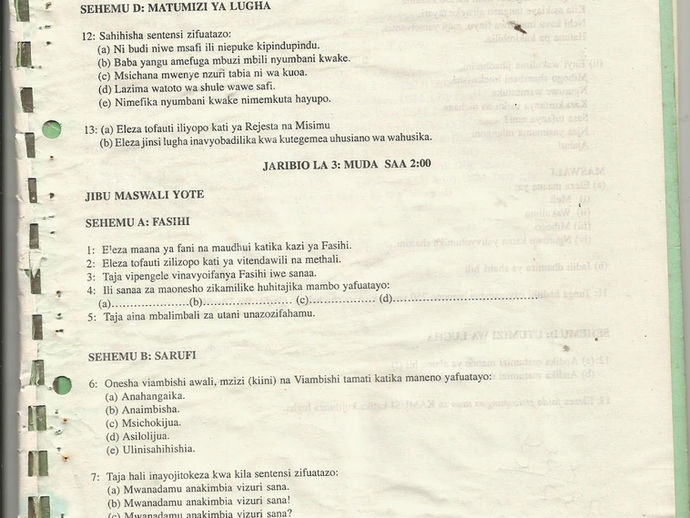 SEHEMU D: MATUMIZI YA LUGHA
12: Sahihisha sentensi zifuatazo:
(a) Ni budi niwe msafi ili niepuke kipindupindu.
(b) Baba yangu amefuga mbuzi mbili nyumbani kwake.
(c) Msichana mwenye nzuri tabia ni wa kuoa.
(d) Lazima watoto wa shule wawe safi.
(e) Nimefika nyumbani kwake nimemkuta hayupo.
13: (a) Eleza tofauti iliyopo kati ya Rejesta na Misimu
(b) Eleza jinsi lugha inavyobadilika kwa kutegemea uhusiano wa wahusika.
JARIBIO LA 3: MUDA SAA 2:00
JIBU MASWALI YOTE
SEHEMU A: FASIHI
1: Eleza maana ya fani na maudhui katika kazi ya Fasihi.
2: Eleza tofauti zilizopo kati ya vitendawili na methali.
3: Taja vipengele vinavyoifanya Fasihi iwe sanaa.
4: Ili sanaa za maonesho zikamilike huhitajika mambo yafuatayo:
(a)....................(b)....................... (c).................. (d)......................................
5: Taja aina mbalimbali za utani unazozifahamu.
SEHEMU B: SARUFI
6: Onesha viambishi awali, mzizi (kiini) na Viambishi tamati katika maneno yafuatayo:
(a) Anahangaika.
(b) Anaimbisha.
(c) Msichokijua.
(d) Asilolijua.
(e) Ulinisahihishia.
7: Taja hali inayojitokeza kwa kila sentensi zifuatazo:
(a) Mwanadamu anakimbia vizuri sana.
(b) Mwanadamu anakimbia vizuri sana!
(c) Mwanadamu anakimbia vizuri sana?